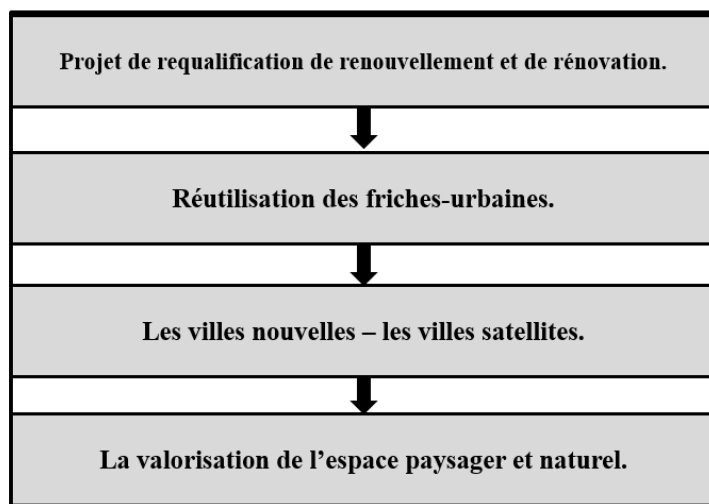 Projet de requalification de renouvellement et de rénovation.
Réutilisation des friches-urbaines.
Les villes nouvelles – les villes satellites.
La valorisation de l’espace paysager et naturel.